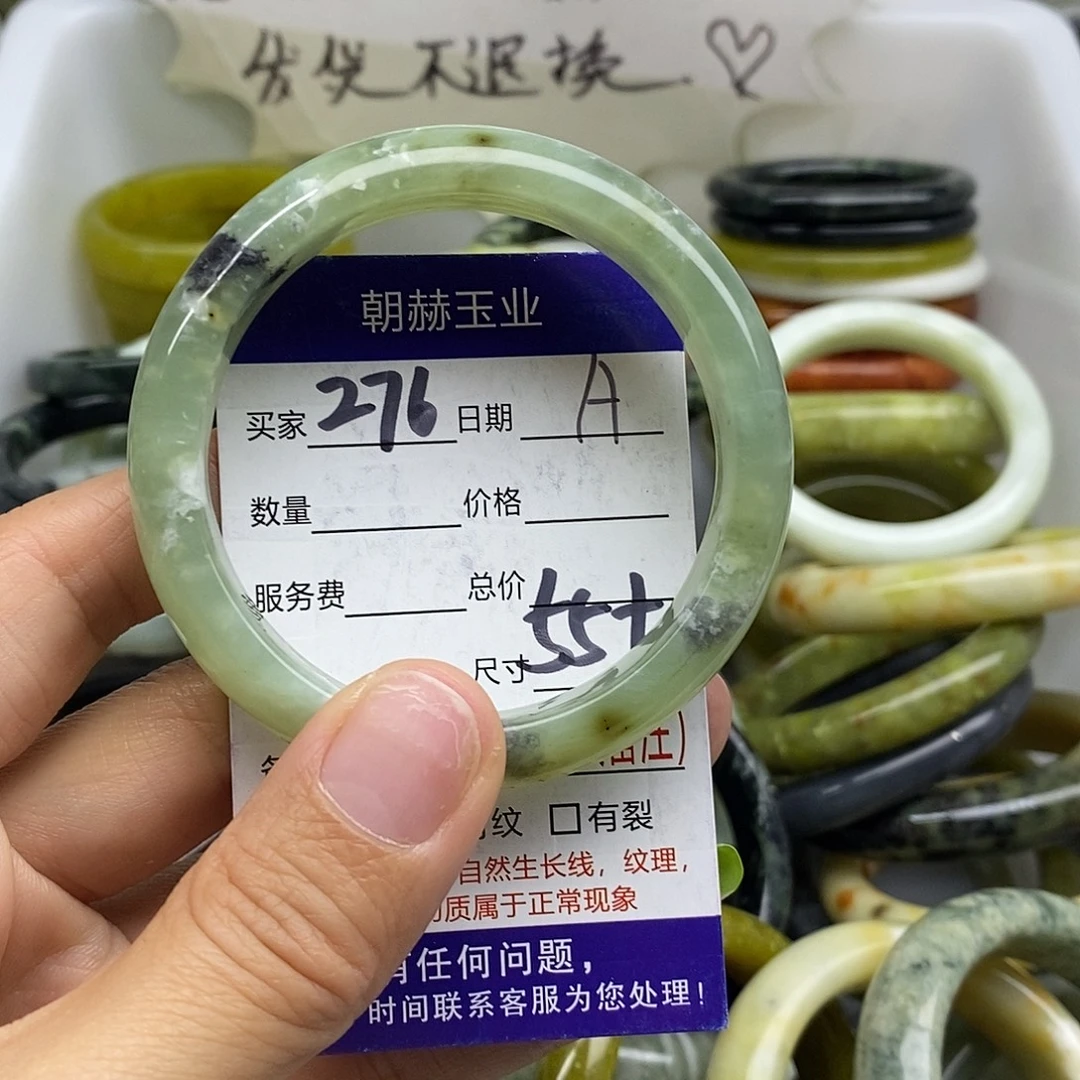 发货不退换 ♡
朝赫玉业
买家 276 日期 A
数量 价格
服务费 总价
尺寸 55+
纹 □有裂
自然生长线，纹理，
质属于正常现象
有任何问题，
时间联系客服为您处理！